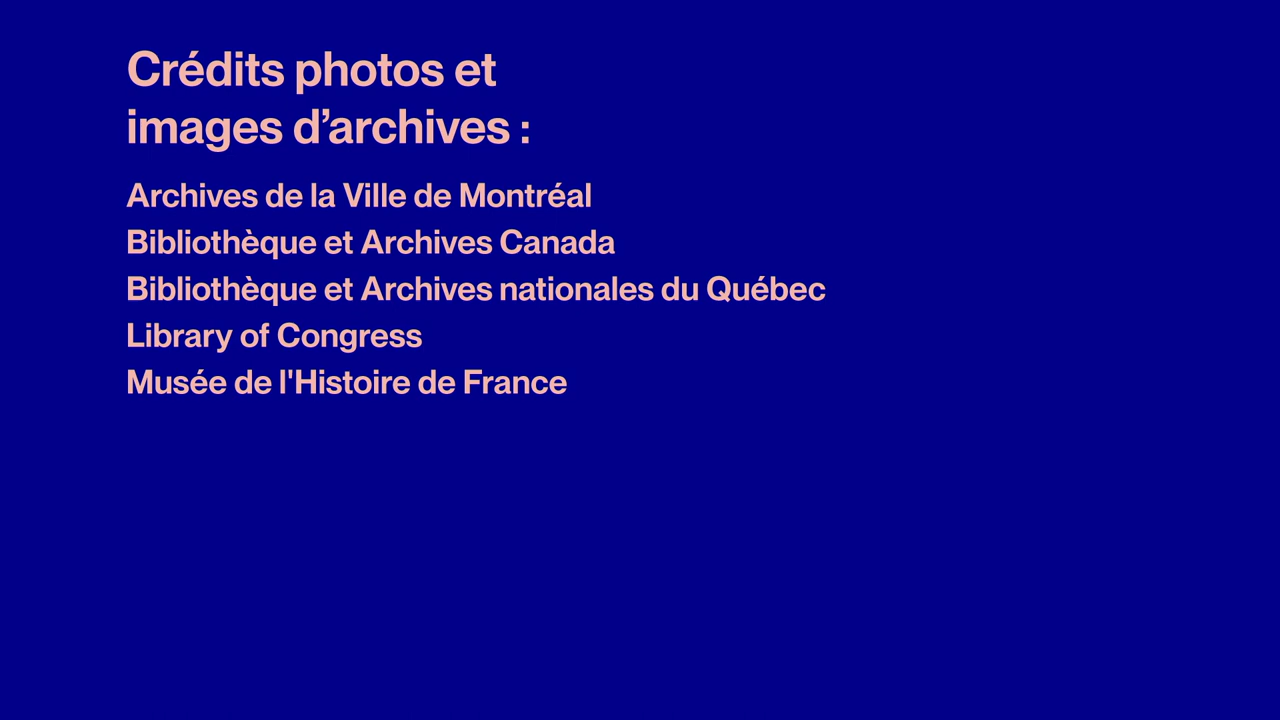 Crédits photos et
images d’archives :
Archives de la Ville de Montréal
Bibliothèque et Archives Canada
Bibliothèque et Archives nationales du Québec
Library of Congress
Musée de l'Histoire de France